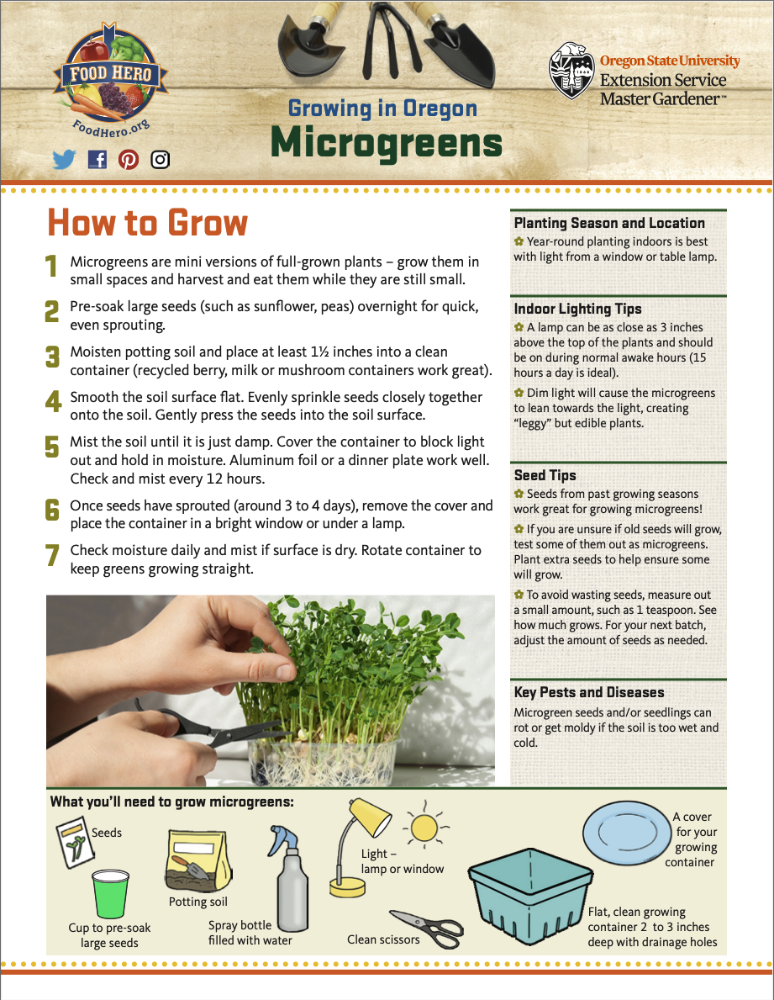 FOOD HERO
FoodHero.org
Growing in Oregon
Microgreens
Oregon State University
Extension Service
Master Gardener™
How to Grow
1 Microgreens are mini versions of full-grown plants – grow them in
small spaces and harvest and eat them while they are still small.
2 Pre-soak large seeds (such as sunflower, peas) overnight for quick,
even sprouting.
3 Moisten potting soil and place at least 1½ inches into a clean
container (recycled berry, milk or mushroom containers work great).
4 Smooth the soil surface flat. Evenly sprinkle seeds closely together
onto the soil. Gently press the seeds into the soil surface.
5 Mist the soil until it is just damp. Cover the container to block light
out and hold in moisture. Aluminum foil or a dinner plate work well.
Check and mist every 12 hours.
6 Once seeds have sprouted (around 3 to 4 days), remove the cover and
place the container in a bright window or under a lamp.
7 Check moisture daily and mist if surface is dry. Rotate container to
keep greens growing straight.
Planting Season and Location
Year-round planting indoors is best
with light from a window or table lamp.
Indoor Lighting Tips
A lamp can be as close as 3 inches
above the top of the plants and should
be on during normal awake hours (15
hours a day is ideal).
Dim light will cause the microgreens
to lean towards the light, creating
“leggy” but edible plants.
Seed Tips
Seeds from past growing seasons
work great for growing microgreens!
If you are unsure if old seeds will grow,
test some of them out as microgreens.
Plant extra seeds to help ensure some
will grow.
To avoid wasting seeds, measure out
a small amount, such as 1 teaspoon. See
how much grows. For your next batch,
adjust the amount of seeds as needed.
Key Pests and Diseases
Microgreen seeds and/or seedlings can
rot or get moldy if the soil is too wet and
cold.
What you’ll need to grow microgreens:
Seeds
Cup to pre-soak
large seeds
Potting soil
Spray bottle
filled with water
Light –
lamp or window
Clean scissors
A cover
for your
growing
container
Flat, clean growing
container 2 to 3 inches
deep with drainage holes